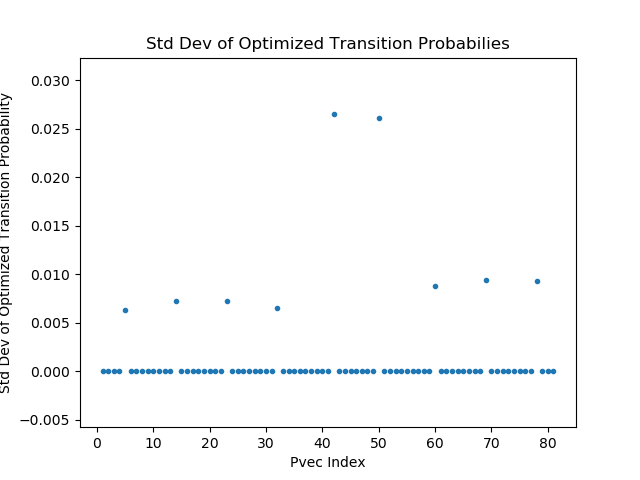 Std Dev of Optimized Transition Probabilies
Std Dev of Optimized Transition Probability
0.030
0.025
0.020
0.015
0.010
0.005
0.000
−0.005
0 10 20 30 40 50 60 70 80
Pvec Index